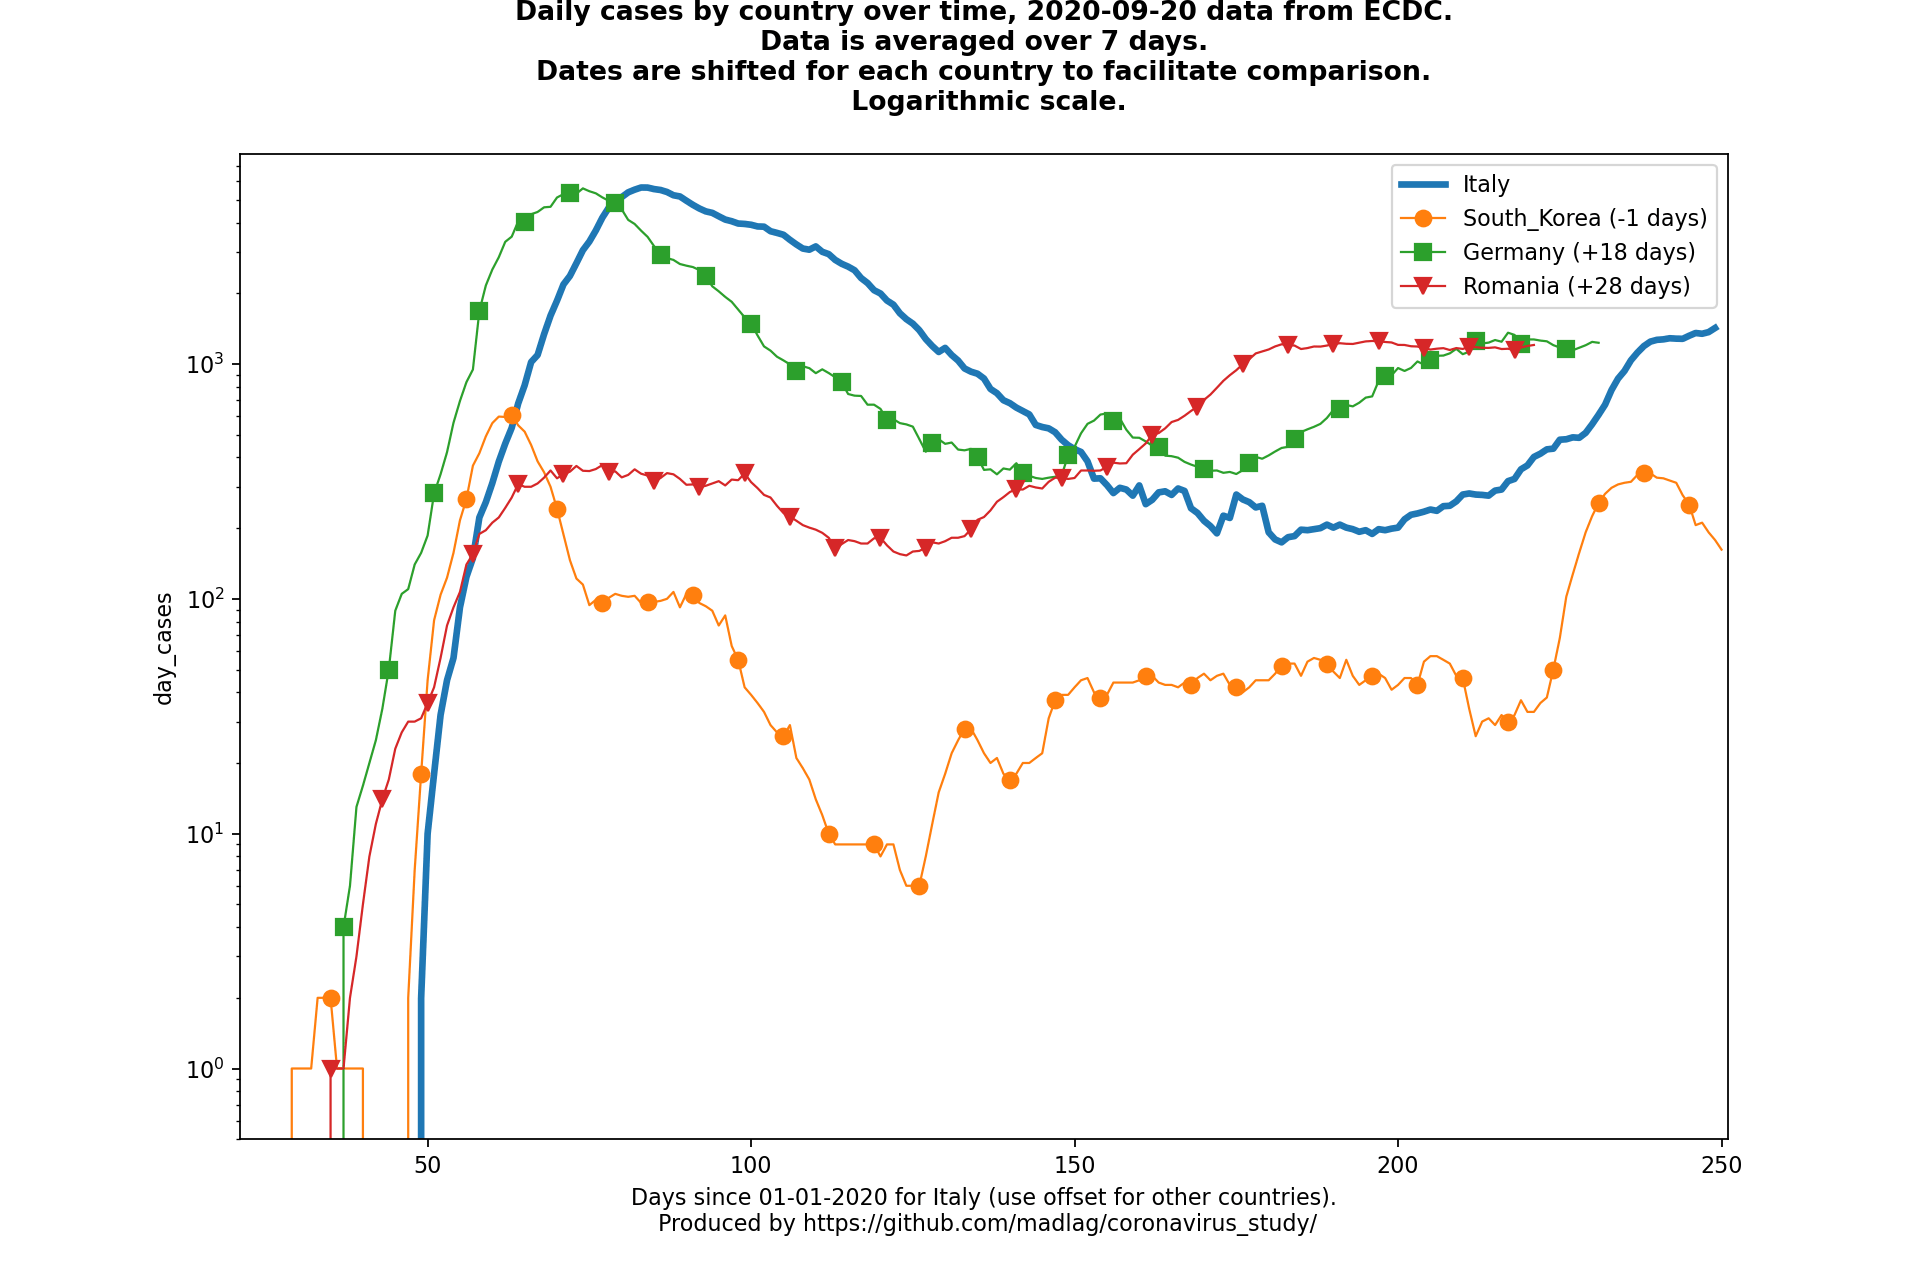 Daily cases by country over time, 2020-09-20 data from ECDC.
Data is averaged over 7 days.
Dates are shifted for each country to facilitate comparison.
Logarithmic scale.
Italy
South_Korea (-1 days)
Germany (+18 days)
Romania (+28 days)
10³
10²
10¹
10⁰
day_cases
50
100
150
200
250
Days since 01-01-2020 for Italy (use offset for other countries).
Produced by https://github.com/madlag/coronavirus_study/